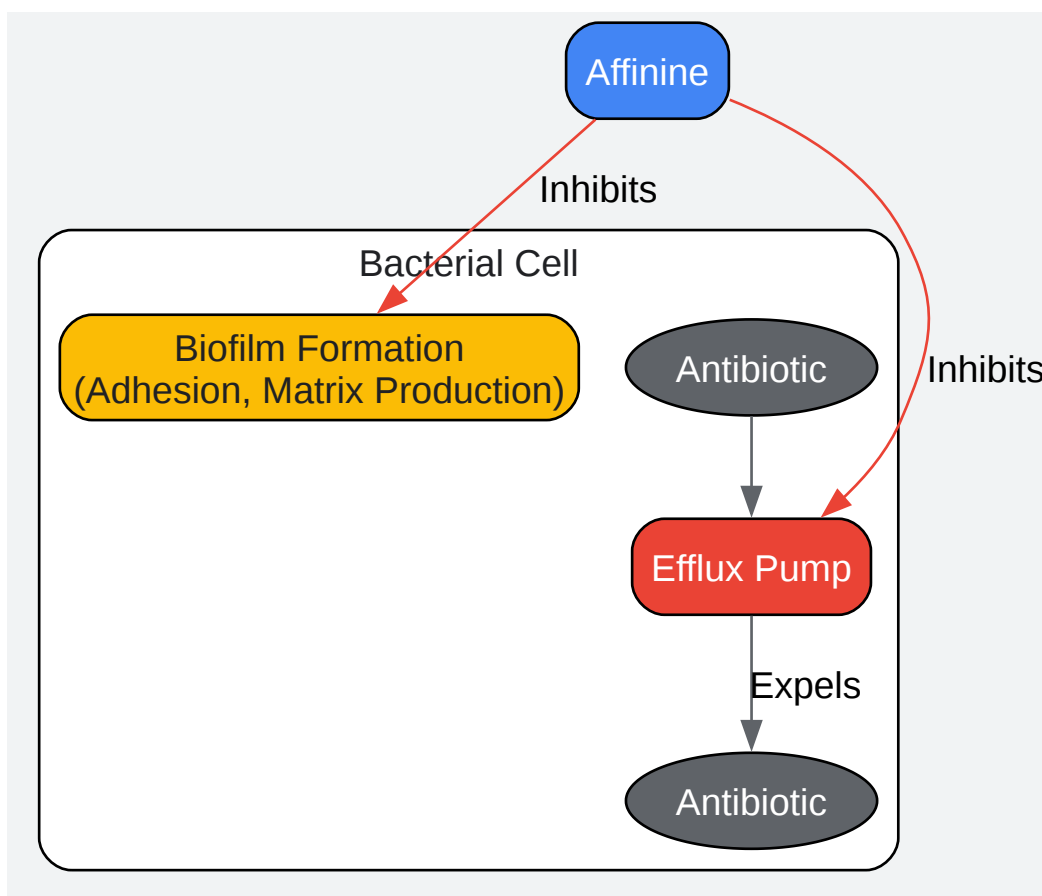 Affinine
Inhibits
Bacterial Cell
Biofilm Formation
(Adhesion, Matrix Production)
Antibiotic
Inhibits
Efflux Pump
Expels
Antibiotic